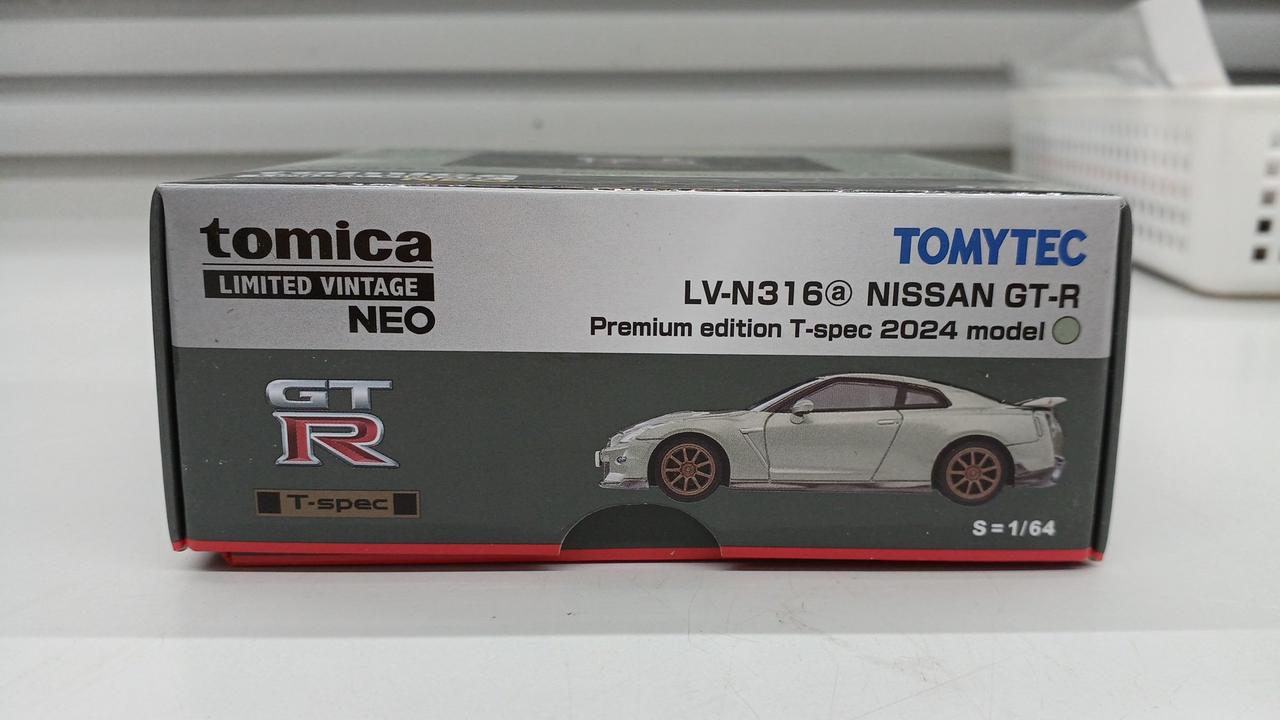 tomica
LIMITED VINTAGE
NEO
TOMYTEC
LV-N316ⓐ NISSAN GT-R
Premium edition T-spec 2024 model
GT
R
T-spec
S=1/64